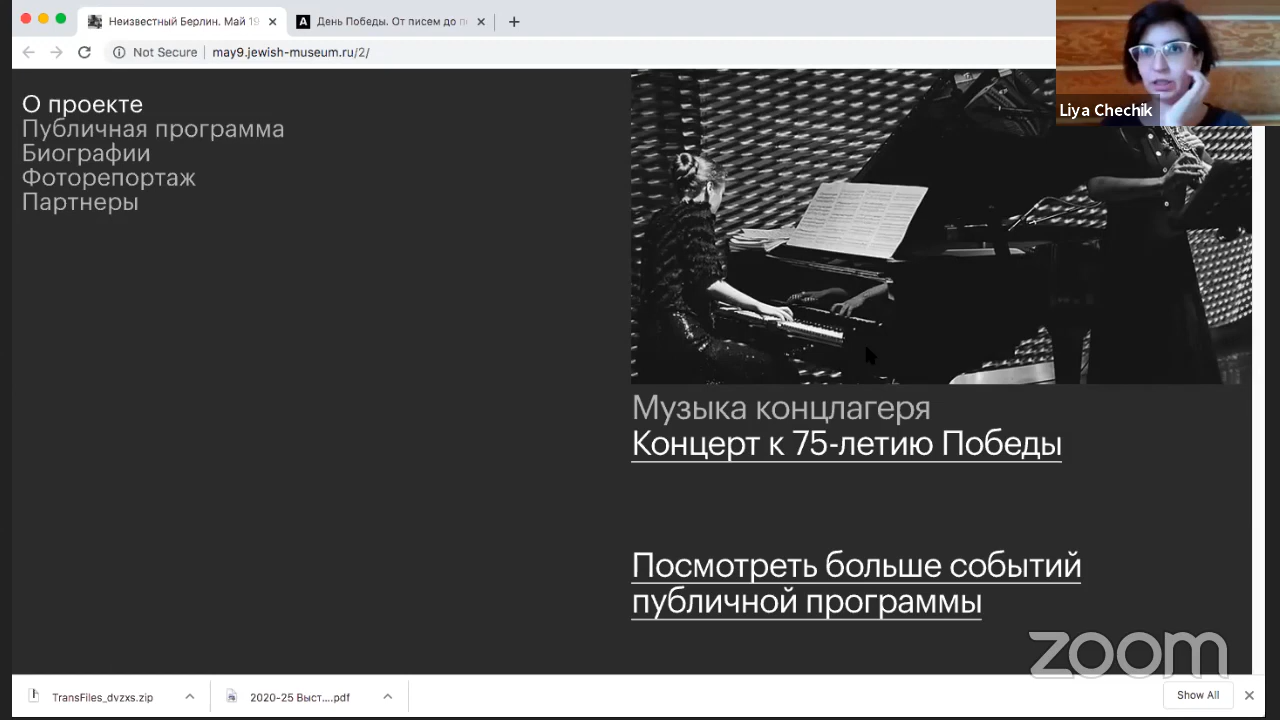 Неизвестный Берлин. Май 19
День Победы. От писем до п
Not Secure
may9.jewish-museum.ru/2/
Liya Chechik
О проекте
Публичная программа
Биографии
Фоторепортаж
Партнеры
Музыка концлагеря
Концерт к 75-летию Победы
Посмотреть больше событий
публичной программы
zoom
TransFiles_dvzxs.zip
2020-25 Выст....pdf
Show All